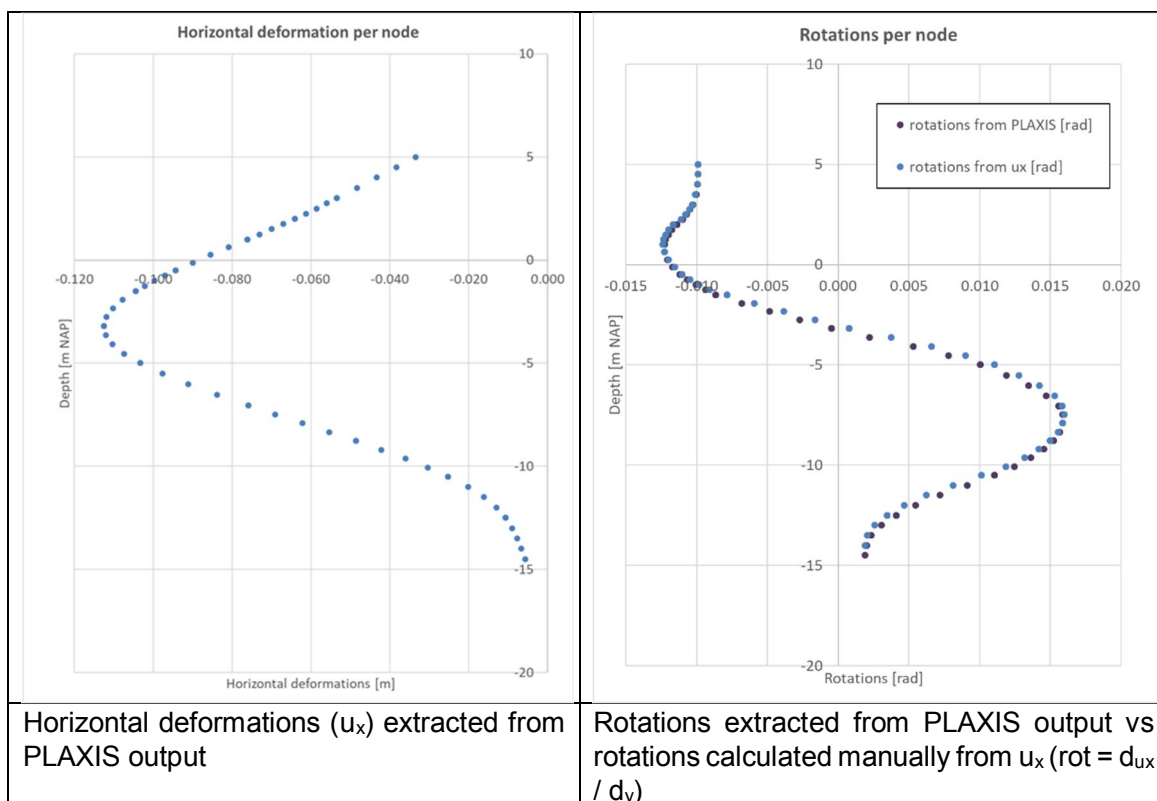 Horizontal deformation per node
10
5
0
-0.120
-0.100
-0.080
-0.060
-0.040
-0.020
0.000
-5
-10
-15
-20
Depth [m NAP]
Horizontal deformations [m]
Rotations per node
10
rotations from PLAXIS [rad]
rotations from ux [rad]
5
0
-0.015
-0.010
-0.005
0.000
0.005
0.010
0.015
0.020
-5
-10
-15
-20
Depth [m NAP]
Rotations [rad]
Horizontal deformations (ux) extracted from
PLAXIS output
Rotations extracted from PLAXIS output vs
rotations calculated manually from ux (rot = dux
/ dy)